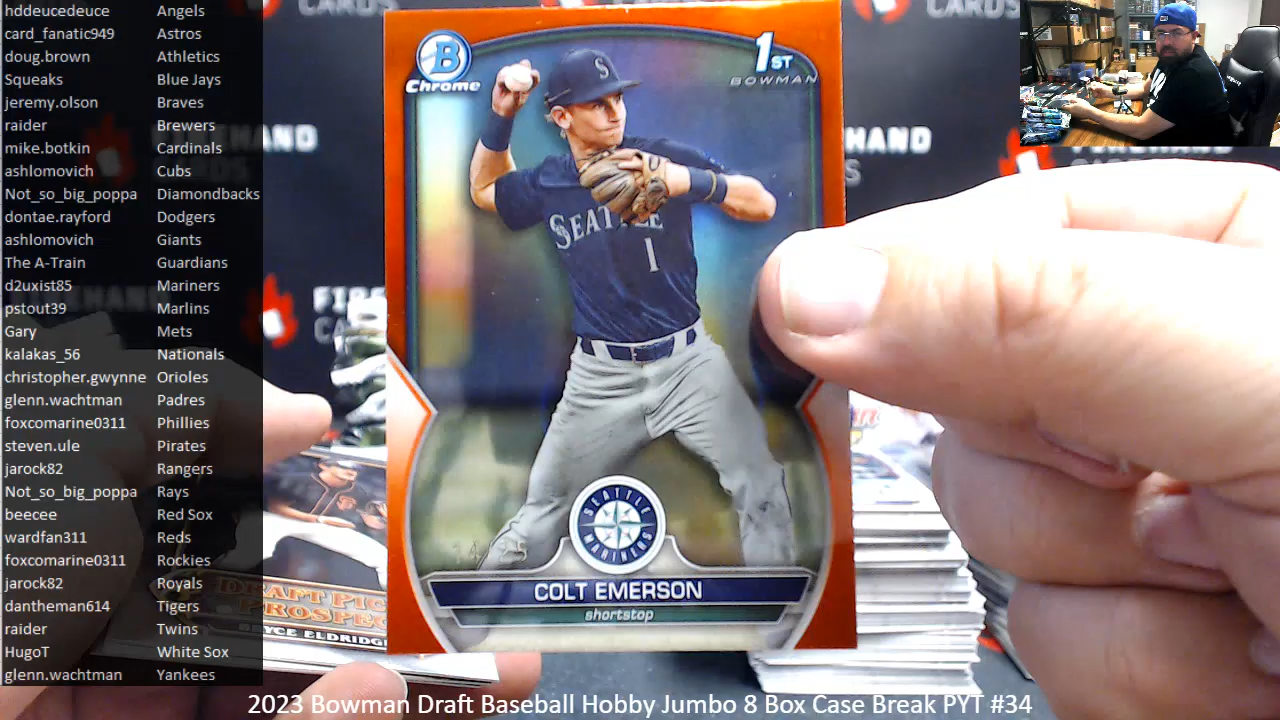 hddeucedeuce Angels
card_fanatic949 Astros
doug.brown Athletics
Squeaks Blue Jays
jeremy.olson Braves
raider Brewers
mike.botkin Cardinals
ashlomovich Cubs
Not_so_big_poppa Diamondbacks
dontae.rayford Dodgers
ashlomovich Giants
The A-Train Guardians
d2uxist85 Mariners
pstout39 Marlins
Gary Mets
kalakas_56 Nationals
christopher.gwynne Orioles
glenn.wachtman Padres
foxcomarine0311 Phillies
steven.ule Pirates
jarock82 Rangers
Not_so_big_poppa Rays
beecee Red Sox
wardfan311 Reds
foxcomarine0311 Rockies
jarock82 Royals
dantheman614 Tigers
raider Twins
HugoT White Sox
glenn.wachtman Yankees
B
Chrome
1ST
BOWMAN
S
SEATTLE
1
SEATTLE
MARINERS
COLT EMERSON
shortstop
DRAFT PIC
PROSPE
BRYCE ELDRIDG
CARDS
2023 Bowman Draft Baseball Hobby Jumbo 8 Box Case Break PYT #34